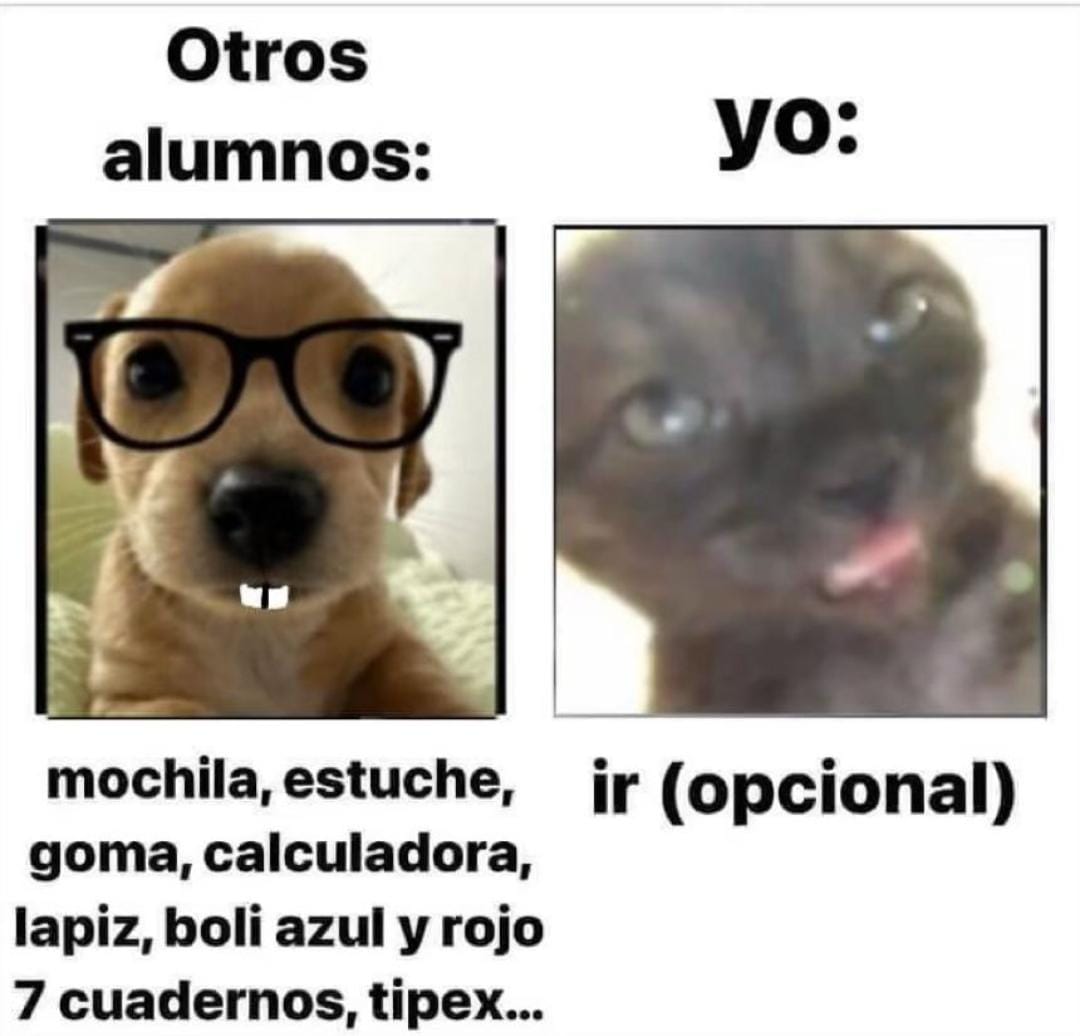 Otros
alumnos:
mochila, estuche,
goma, calculadora,
lapiz, boli azul y rojo
7 cuadernos, tipex...
yo:
ir (opcional)